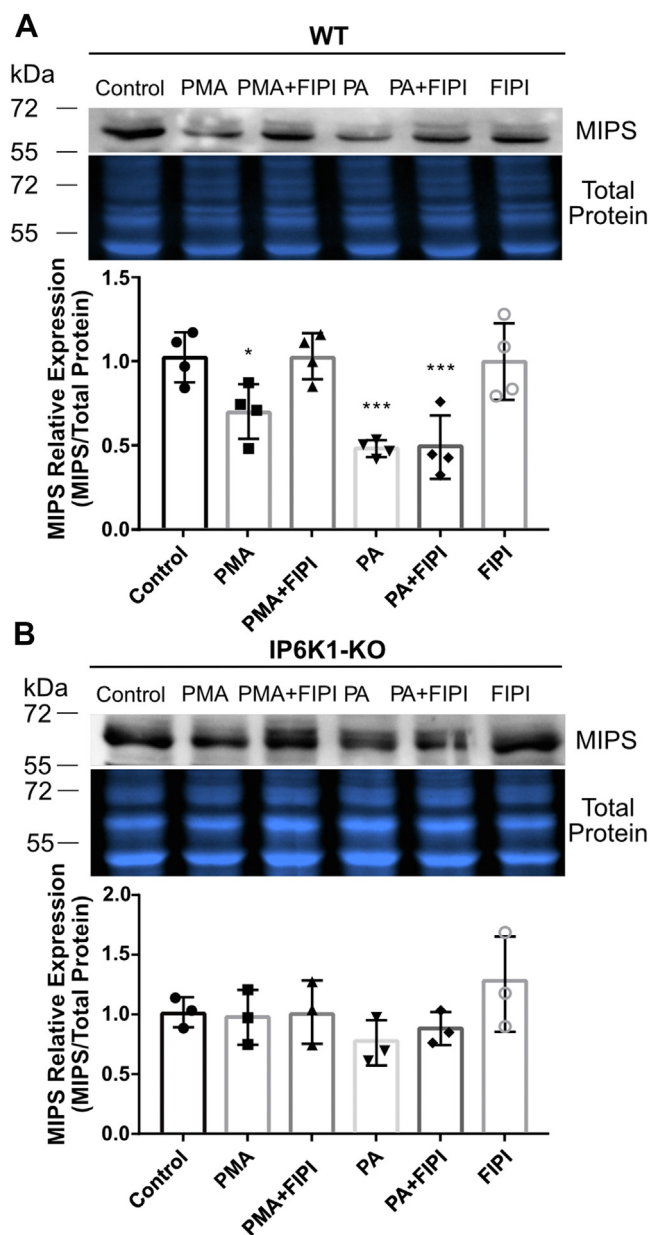 A
WT
kDa
Control PMA PMA+FIPI PA PA+FIPI FIPI
72
MIPS
55
72
Total
Protein
55
MIPS Relative Expression
(MIPS/Total Protein)
1.5
1.0
0.5
0.0
*
***
***
Control
PMA
PMA+FIPI
PA
PA+FIPI
FIPI
B
IP6K1-KO
kDa
Control PMA PMA+FIPI PA PA+FIPI FIPI
72
MIPS
55
72
Total
Protein
55
MIPS Relative Expression
(MIPS/Total Protein)
2.0
1.5
1.0
0.5
0.0
Control
PMA
PMA+FIPI
PA
PA+FIPI
FIPI